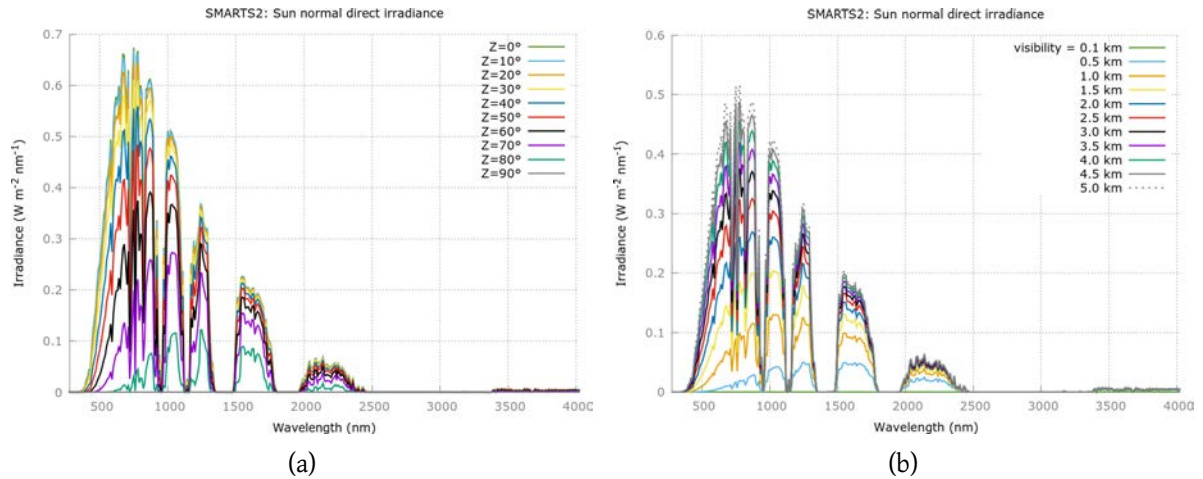 SMARTS2: Sun normal direct irradiance
0.7
0.6
0.5
0.4
0.3
0.2
0.1
0
Irradiance (W m-2 nm-1)
Z=0°
Z=10°
Z=20°
Z=30°
Z=40°
Z=50°
Z=60°
Z=70°
Z=80°
Z=90°
500 1000 1500 2000 2500 3000 3500 4000
Wavelength (nm)
(a)
SMARTS2: Sun normal direct irradiance
0.6
0.5
0.4
0.3
0.2
0.1
0
Irradiance (W m-2 nm-1)
visibility = 0.1 km
0.5 km
1.0 km
1.5 km
2.0 km
2.5 km
3.0 km
3.5 km
4.0 km
4.5 km
5.0 km
500 1000 1500 2000 2500 3000 3500 4000
Wavelength (nm)
(b)